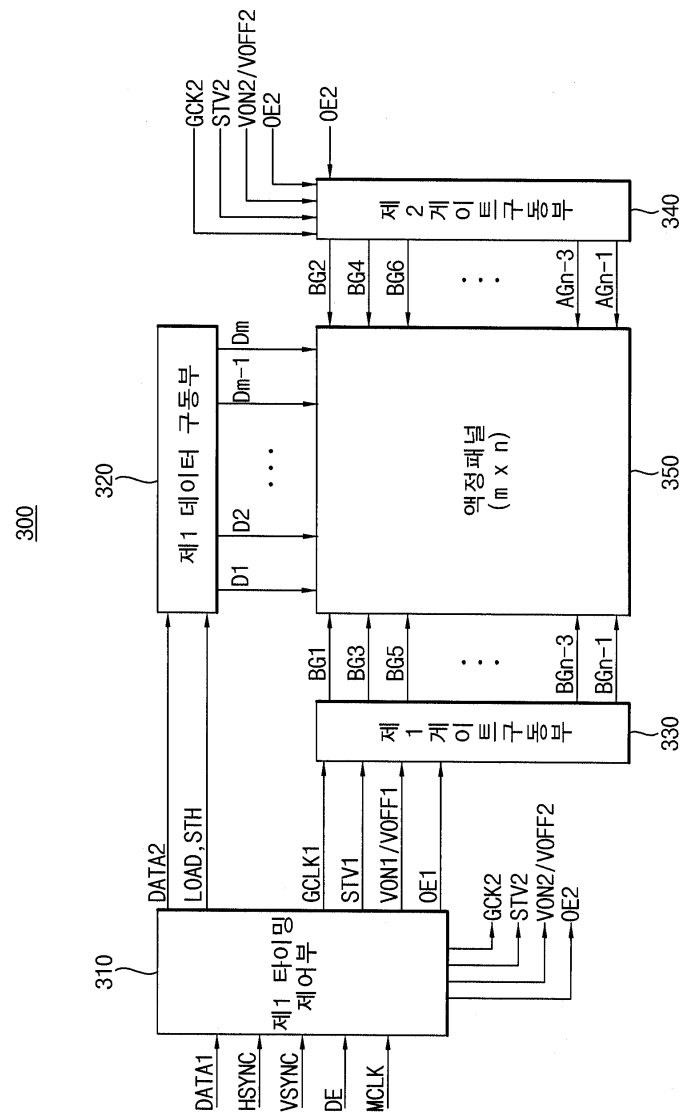 300
310
320
DATA1
HSYNC
VSYNC
DE
MCLK
제1 타이밍
제어부
DATA2
LOAD,STH
제1 데이터 구동부
D1
D2
...
Dm-1
Dm
GCLK1
STV1
VON1/VOFF1
OE1
GCK2
STV2
VON2/VOFF2
OE2
제1게이트구동부
330
BG1
BG3
BG5
...
BGn-3
BGn-1
액정패널
(m x n)
350
BG2
BG4
BG6
...
AGn-3
AGn-1
제2게이트구동부
340
GCK2
STV2
VON2/VOFF2
OE2
OE2